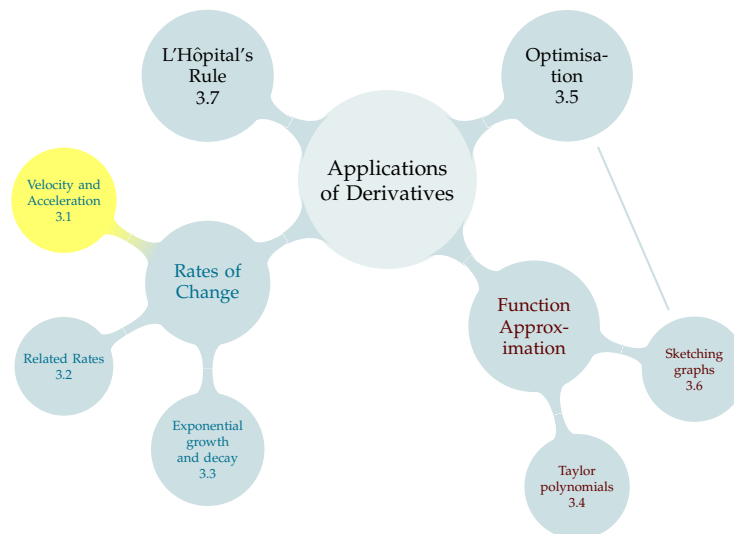 L'Hôpital's
Rule
3.7
Optimisa-
tion
3.5
Applications
of Derivatives
Velocity and
Acceleration
3.1
Rates of
Change
Function
Approx-
imation
Related Rates
3.2
Sketching
graphs
3.6
Exponential
growth
and decay
3.3
Taylor
polynomials
3.4